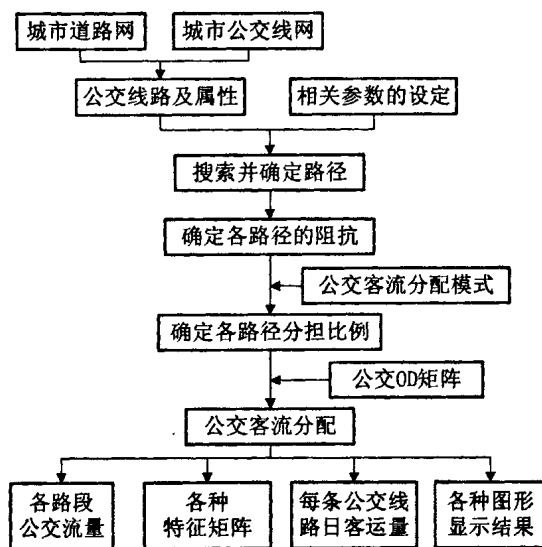 城市道路网
城市公交线网
公交线路及属性
相关参数的设定
搜索并确定路径
确定各路径的阻抗
公交客流分配模式
确定各路径分担比例
公交OD矩阵
公交客流分配
各路段
公交流量
各种
特征矩阵
每条公交线
路日客运量
各种图形
显示结果